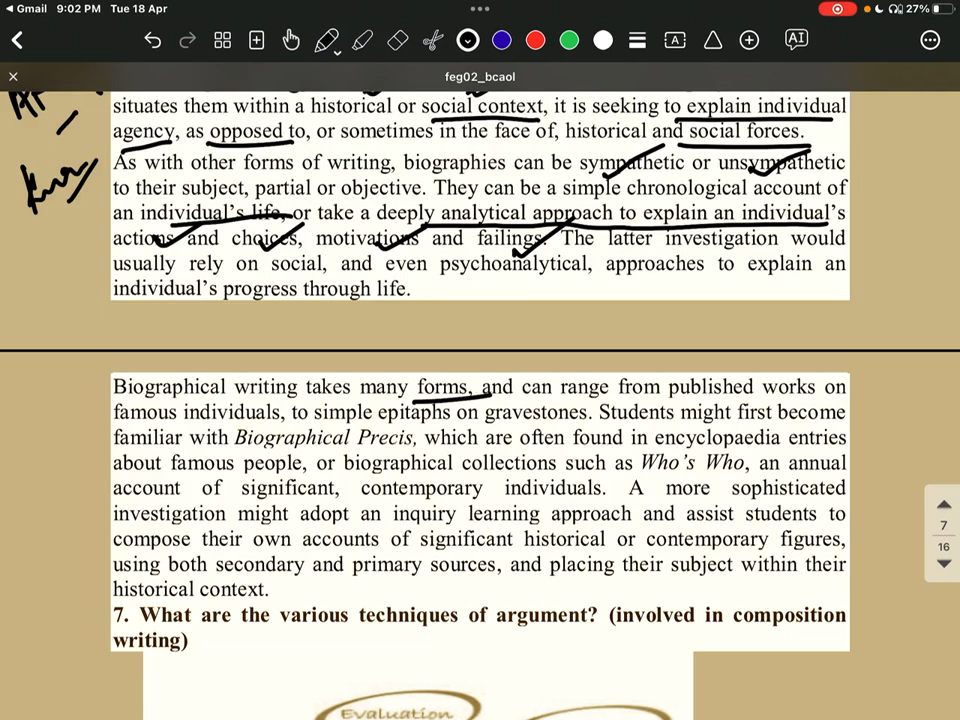 Gmail 9:02 PM Tue 18 Apr 27%
A AI
feg02_bcaol
situates them within a historical or social context, it is seeking to explain individual
agency, as opposed to, or sometimes in the face of, historical and social forces.
As with other forms of writing, biographies can be sympathetic or unsympathetic
to their subject, partial or objective. They can be a simple chronological account of
an individual's life, or take a deeply analytical approach to explain an individual's
actions and choices, motivations and failings. The latter investigation would
usually rely on social, and even psychoanalytical, approaches to explain an
individual's progress through life.
Biographical writing takes many forms, and can range from published works on
famous individuals, to simple epitaphs on gravestones. Students might first become
familiar with Biographical Precis, which are often found in encyclopaedia entries
about famous people, or biographical collections such as Who's Who, an annual
account of significant, contemporary individuals. A more sophisticated
investigation might adopt an inquiry learning approach and assist students to
compose their own accounts of significant historical or contemporary figures,
using both secondary and primary sources, and placing their subject within their
historical context.
7
16
7. What are the various techniques of argument? (involved in composition
writing)
Evaluation